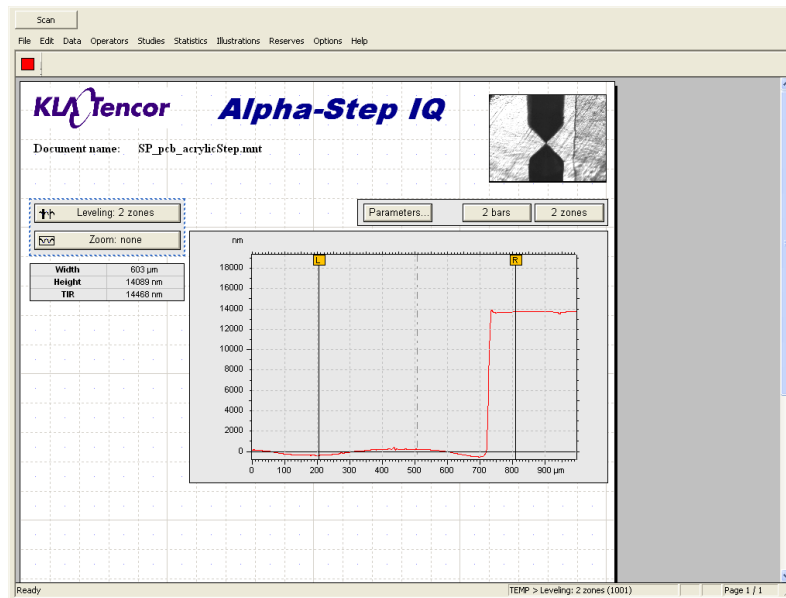 Scan
File Edit Data Operators Studies Statistics Illustrations Reserves Options Help
KLA Tencor Alpha-Step IQ
Document name: SP_pcb_acrylicStep.mnt
Leveling: 2 zones
Parameters... 2 bars 2 zones
Zoom: none
Width 603 µm
Height 14089 nm
TIR 14468 nm
nm
L R
18000
16000
14000
12000
10000
8000
6000
4000
2000
0
0 100 200 300 400 500 600 700 800 900 µm
Ready TEMP > Leveling: 2 zones (1001) Page 1 / 1